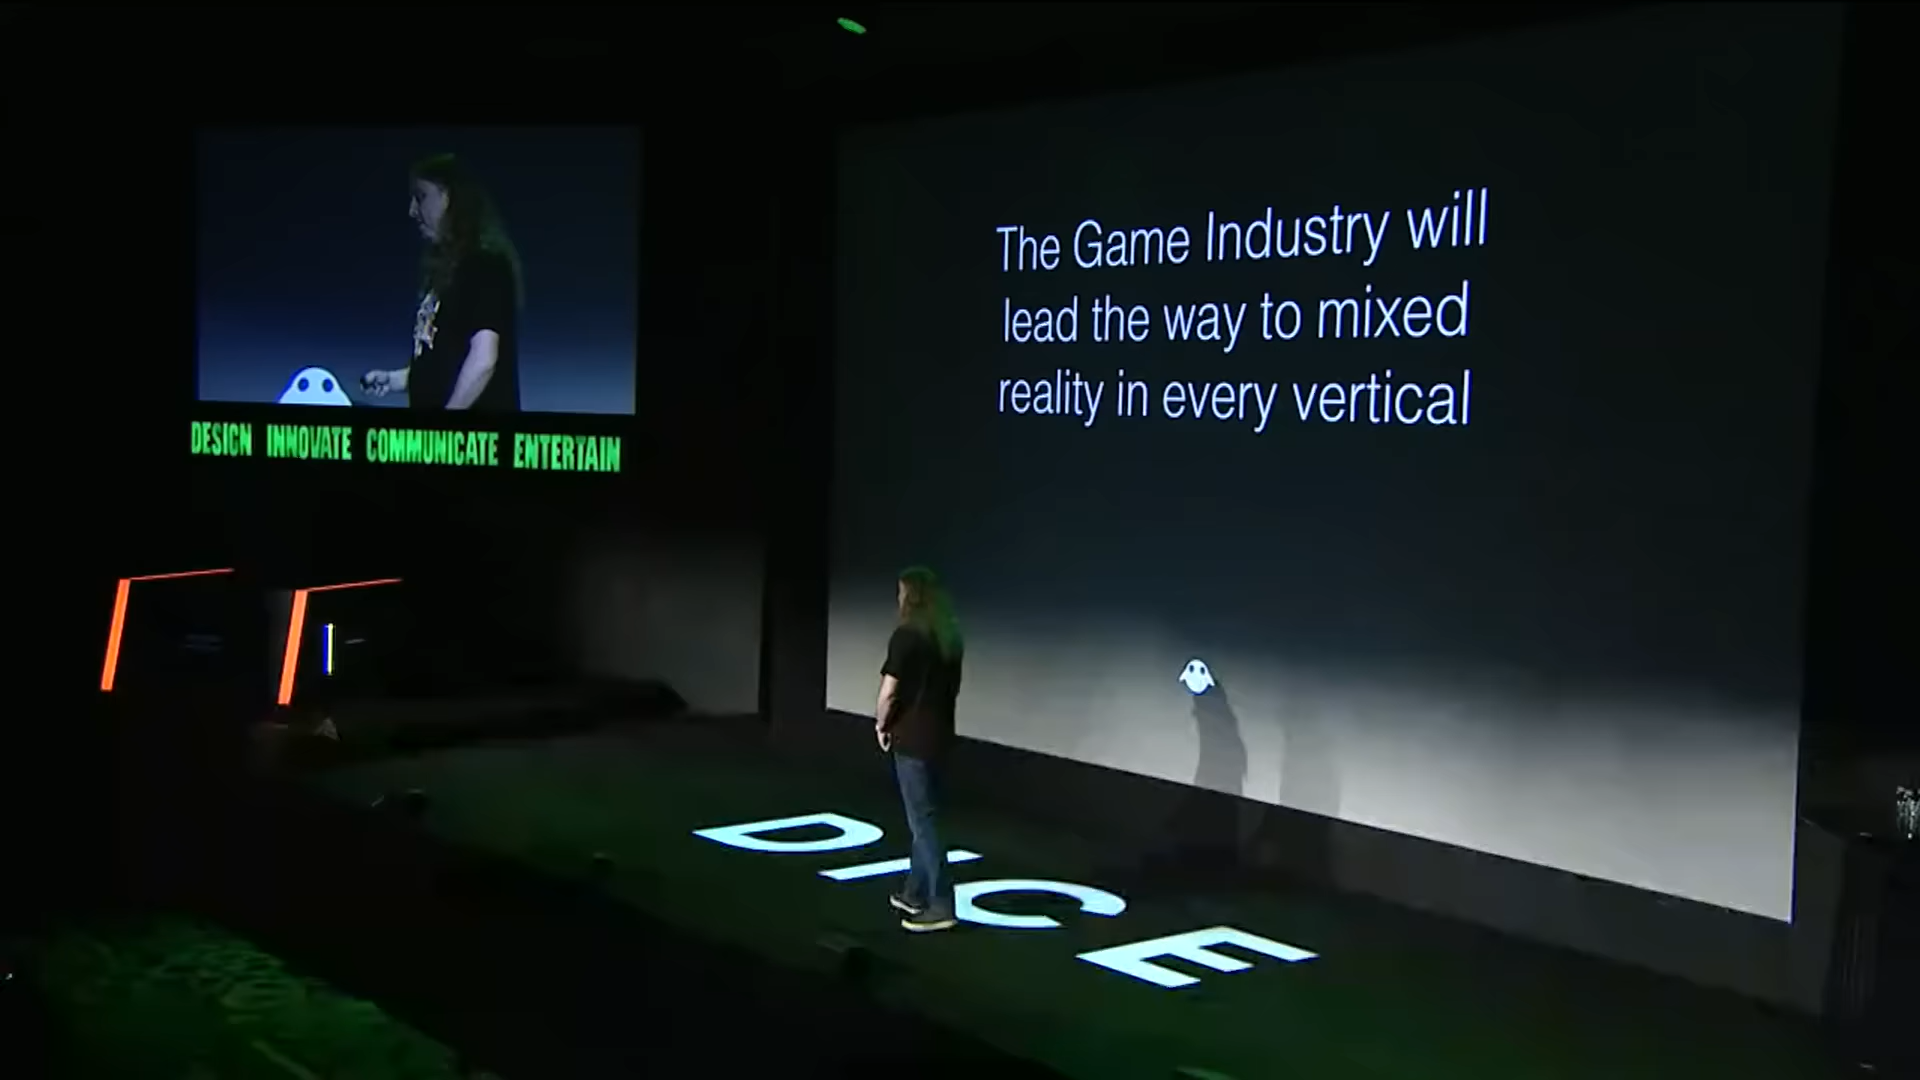 DESIGN INNOVATE COMMUNICATE ENTERTAIN
The Game Industry will
lead the way to mixed
reality in every vertical
DICE